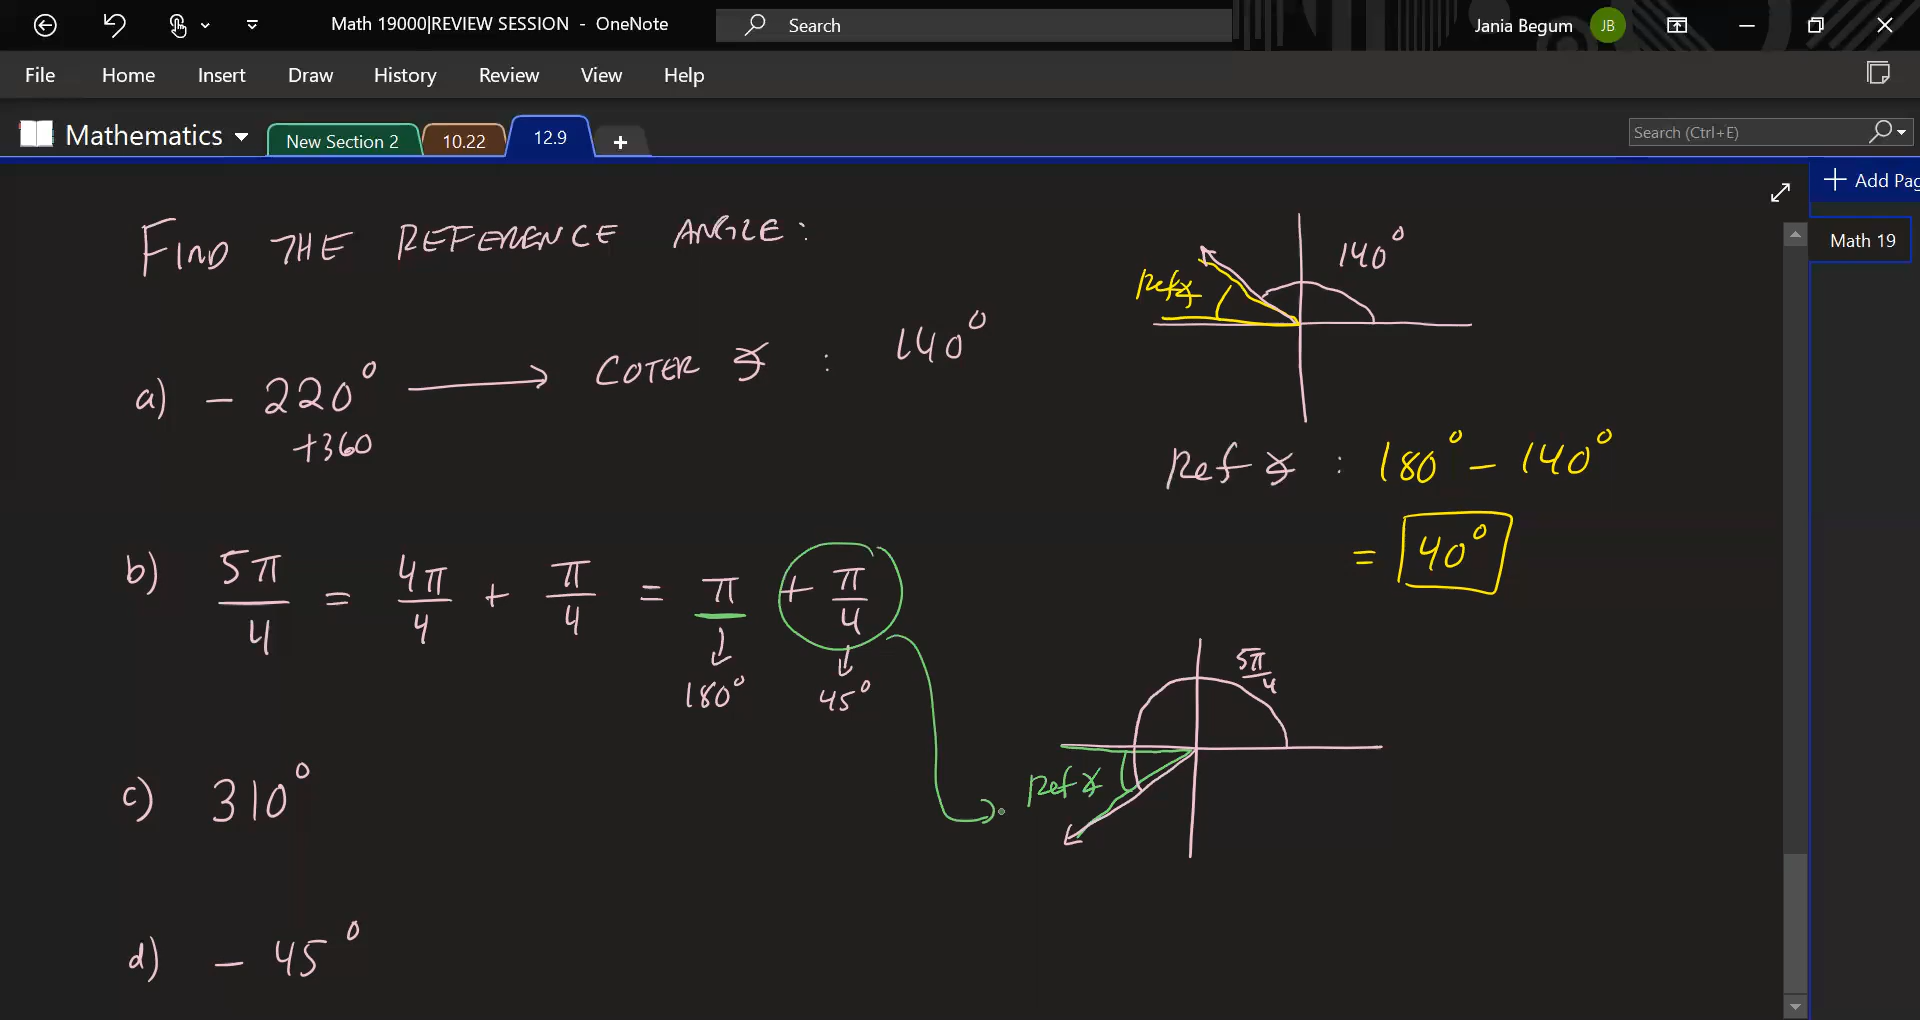 Math 19000|REVIEW SESSION - OneNote
Search
Jania Begum
JB
File Home Insert Draw History Review View Help
Mathematics
New Section 2
10.22
12.9
+
Search (Ctrl+E)
+ Add Pag
Math 19
FIND THE REFERENCE ANGLE:
a) - 220° → COTER ∡ : 140°
+360
140°
Ref∡
Ref ∡ : 180° - 140°
= 40°
b) 5π/4 = 4π/4 + π/4 = π + π/4
180° 45°
5π/4
Ref∡
c) 310°
d) - 45°